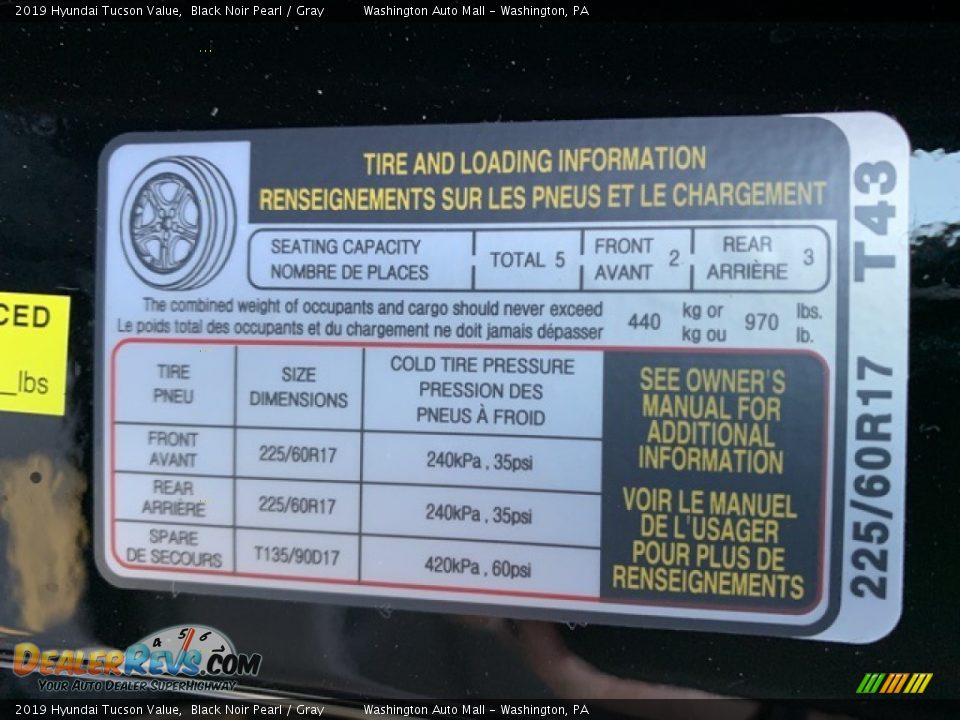 2019 Hyundai Tucson Value, Black Noir Pearl / Gray Washington Auto Mall - Washington, PA
TIRE AND LOADING INFORMATION
RENSEIGNEMENTS SUR LES PNEUS ET LE CHARGEMENT
SEATING CAPACITY
NOMBRE DE PLACES
TOTAL 5
FRONT
AVANT
2
REAR
ARRIÈRE
3
The combined weight of occupants and cargo should never exceed
Le poids total des occupants et du chargement ne doit jamais dépasser
440
kg or
kg ou
970
lbs.
lb.
TIRE
PNEU
SIZE
DIMENSIONS
COLD TIRE PRESSURE
PRESSION DES
PNEUS À FROID
FRONT
AVANT
225/60R17
240kPa , 35psi
REAR
ARRIÈRE
225/60R17
240kPa , 35psi
SPARE
DE SECOURS
T135/90D17
420kPa , 60psi
SEE OWNER'S
MANUAL FOR
ADDITIONAL
INFORMATION
VOIR LE MANUEL
DE L'USAGER
POUR PLUS DE
RENSEIGNEMENTS
225/60R17 T43
CED
_lbs
4 5 6
DEALERREVS.COM
YOUR AUTO DEALER SUPERHIGHWAY
2019 Hyundai Tucson Value, Black Noir Pearl / Gray Washington Auto Mall - Washington, PA